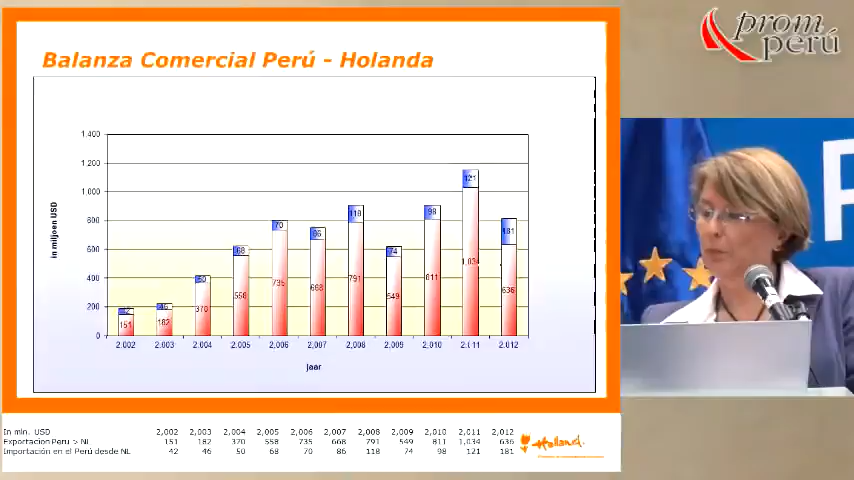 prom
perú
Balanza Comercial Perú - Holanda
in miljoen USD
1,400
1,200
1,000
800
600
400
200
0
70
118
98
121
68
86
74
181
50
46
151
182
370
558
735
668
791
549
811
1,034
636
2,002 2,003 2,004 2,005 2,006 2,007 2,008 2,009 2,010 2,011 2,012
jaar
In mln. USD 2,002 2,003 2,004 2,005 2,006 2,007 2,008 2,009 2,010 2,011 2,012
Exportacion Peru > NL 151 182 370 558 735 668 791 549 811 1,034 636
Importación en el Perú desde NL 42 46 50 68 70 86 118 74 98 121 181
Holland.